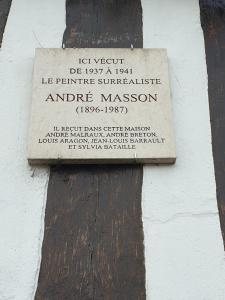 ICI VÉCUT
DE 1937 À 1941
LE PEINTRE SURRÉALISTE
ANDRÉ MASSON
(1896-1987)
IL REÇUT DANS CETTE MAISON
ANDRÉ MALRAUX, ANDRÉ BRETON,
LOUIS ARAGON, JEAN-LOUIS BARRAULT
ET SYLVIA BATAILLE